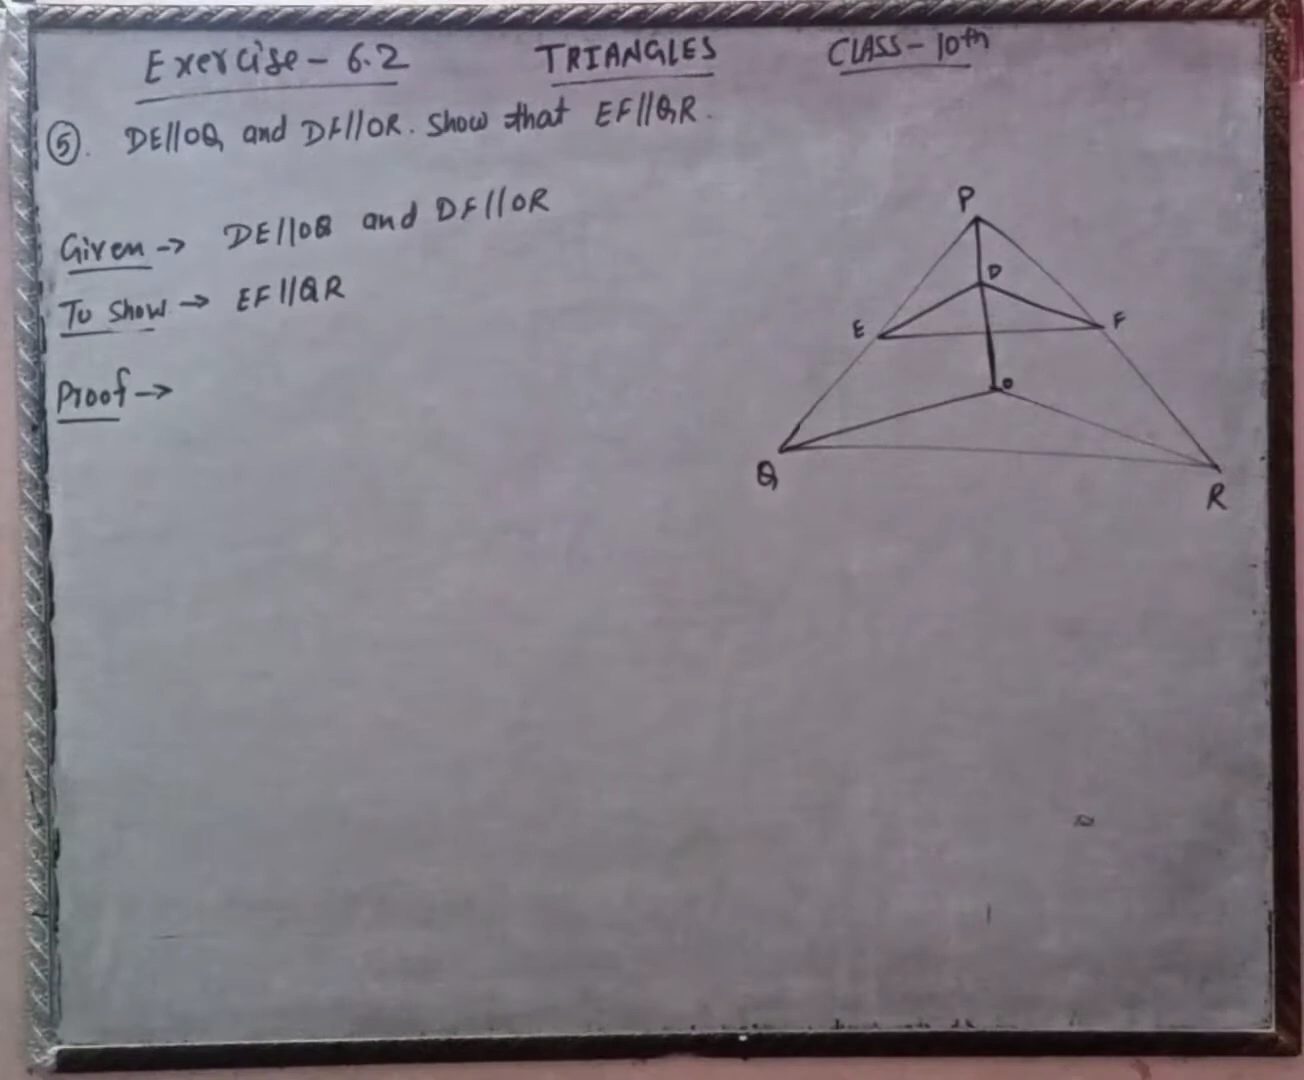 Exercise - 6.2 TRIANGLES CLASS - 10th
5. DE||OQ and DF||OR. Show that EF||QR.
Given → DE||OQ and DF||OR
To Show → EF||QR
Proof →
P
D
E F
O
Q
R